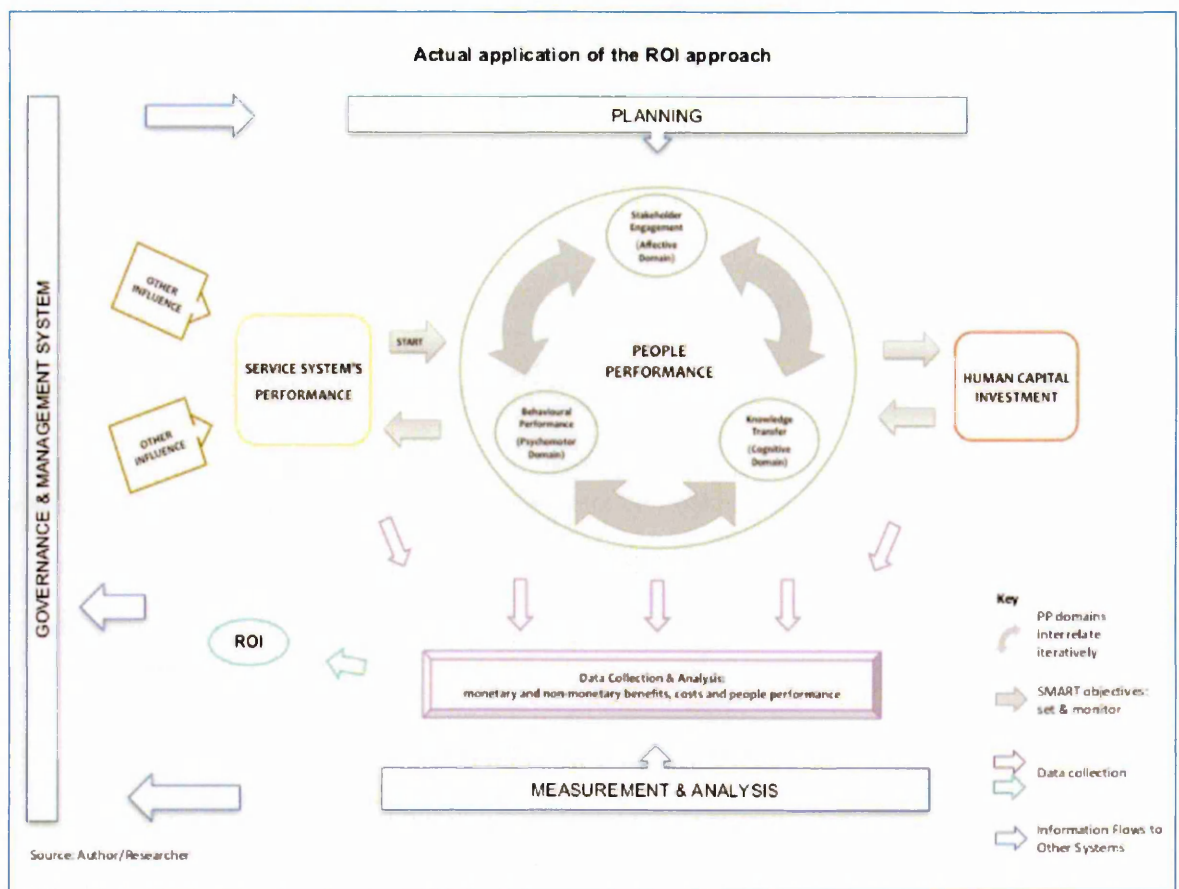 Actual application of the ROI approach
PLANNING
GOVERNANCE & MANAGEMENT SYSTEM
Stakeholder
Engagement
(Affective
Domain)
OTHER
INFLUENCE
START
SERVICE SYSTEM'S
PERFORMANCE
PEOPLE
PERFORMANCE
HUMAN CAPITAL
INVESTMENT
OTHER
INFLUENCE
Behavioural
Performance
(Psychomotor
Domain)
Knowledge
Transfer
(Cognitive
Domain)
ROI
Data Collection & Analysis:
monetary and non-monetary benefits, costs and people performance
MEASUREMENT & ANALYSIS
Key
PP domains
interrelate
iteratively
SMART objectives:
set & monitor
Data collection
Information Flows to
Other Systems
Source: Author/Researcher